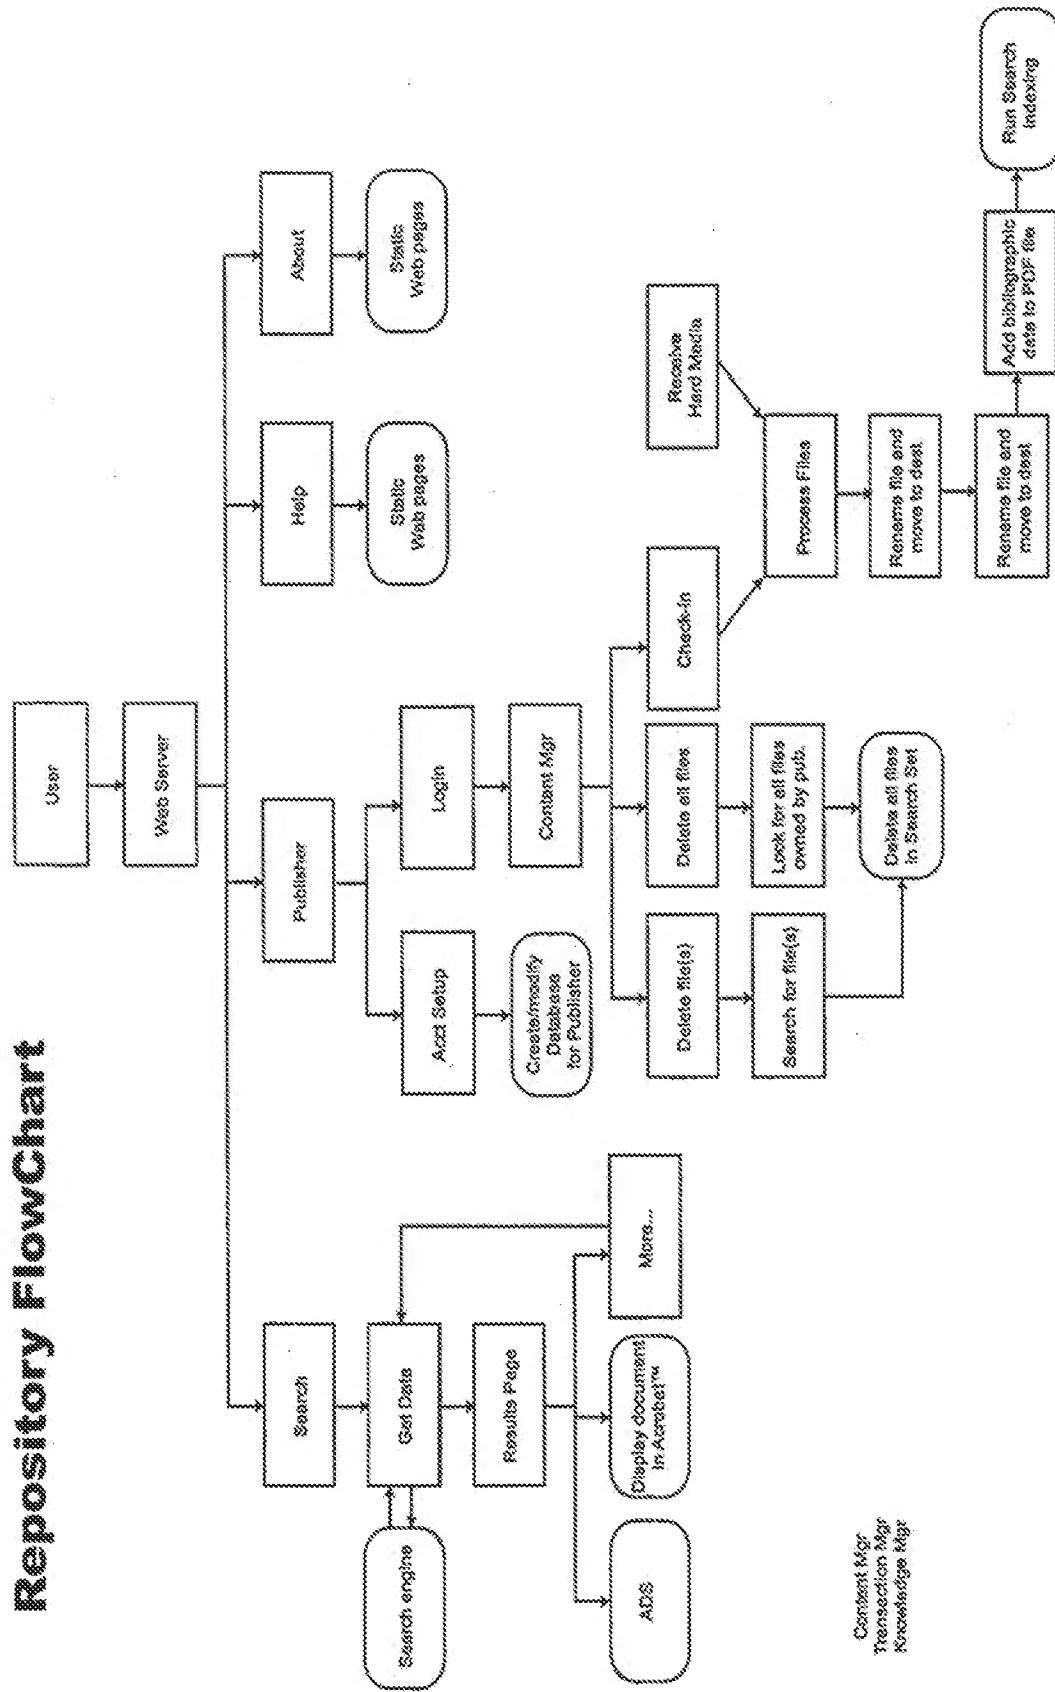 Repository FlowChart
User
Web Server
Search
Publisher
Help
About
Search engine
Get Data
Acct Setup
Login
Static
Web pages
Static
Web pages
Results Page
Create/modify
Database
for Publisher
Content Mgr
ADS
Display document
in Acrobat™
More...
Delete file(s)
Delete all files
Check-in
Receive
Hard Media
Search for file(s)
Look for all files
owned by pub.
Process Files
Delete all files
in Search Set
Rename file and
move to dest
Rename file and
move to dest
Add bibliographic
data to PDF file
Run Search
Indexing
Content Mgr
Transaction Mgr
Knowledge Mgr